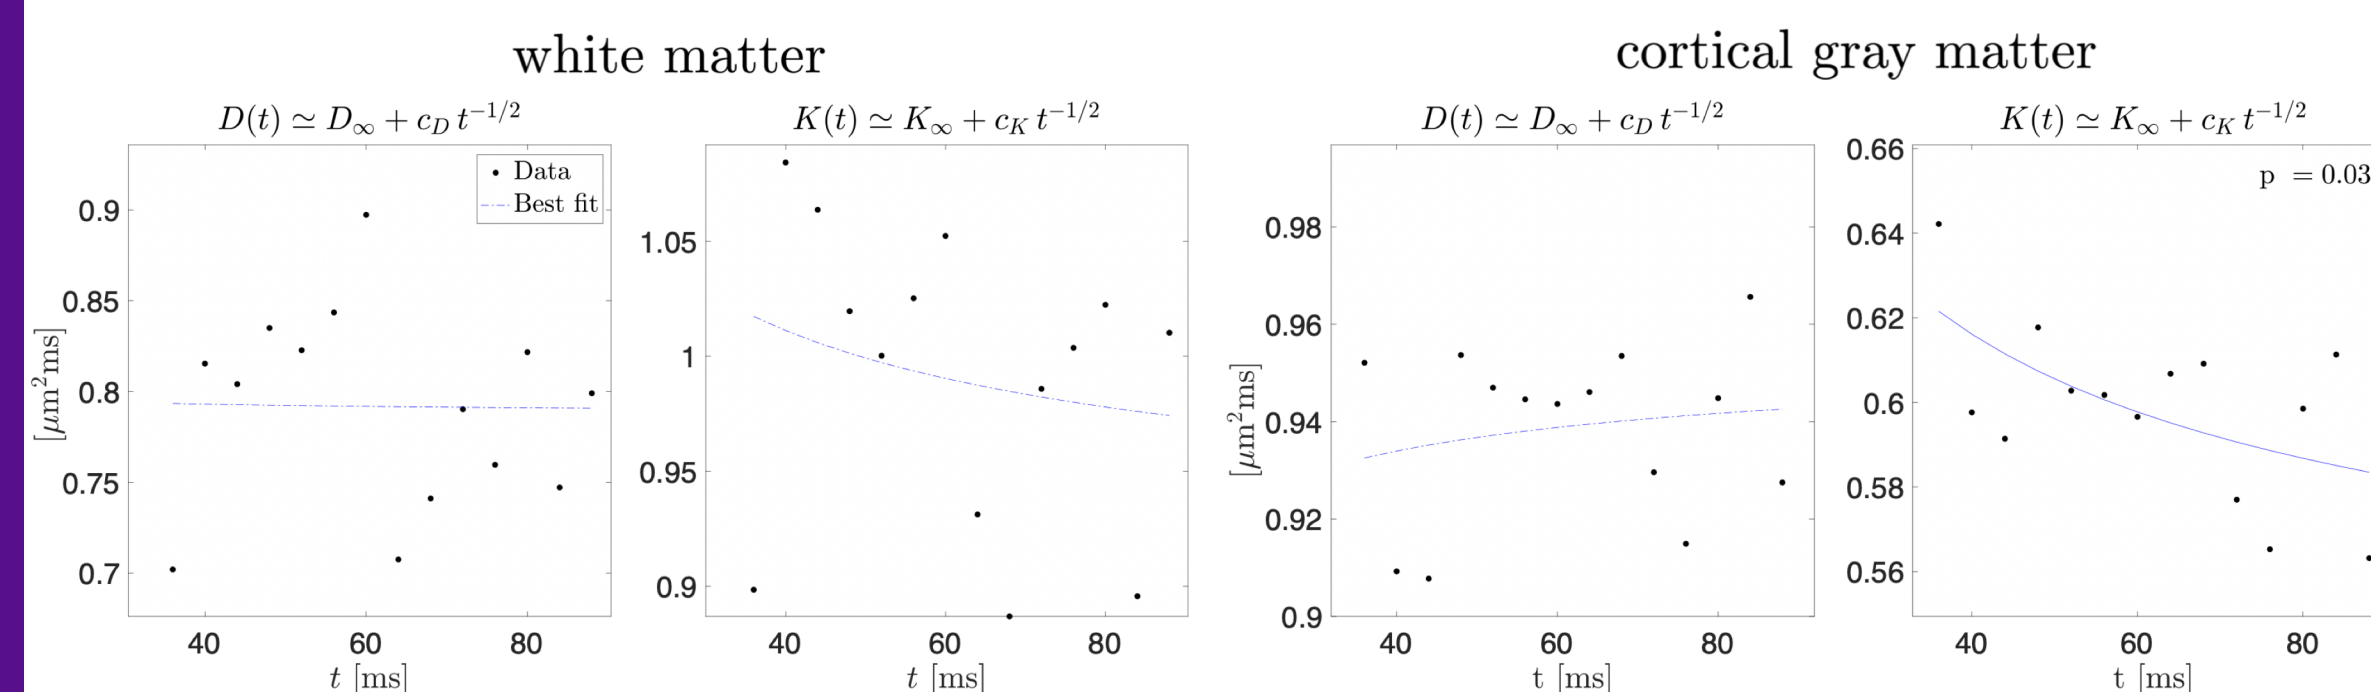 white matter
cortical gray matter
D(t) ≃ D∞ + c_D t^{-1/2}
K(t) ≃ K∞ + c_K t^{-1/2}
D(t) ≃ D∞ + c_D t^{-1/2}
K(t) ≃ K∞ + c_K t^{-1/2}
Data
Best fit
0.9
0.85
0.8
0.75
0.7
[μm²ms]
40 60 80
t [ms]
1.05
1
0.95
0.9
40 60 80
t [ms]
0.98
0.96
0.94
0.92
0.9
[μm²ms]
40 60 80
t [ms]
p = 0.03
0.66
0.64
0.62
0.6
0.58
0.56
40 60 80
t [ms]